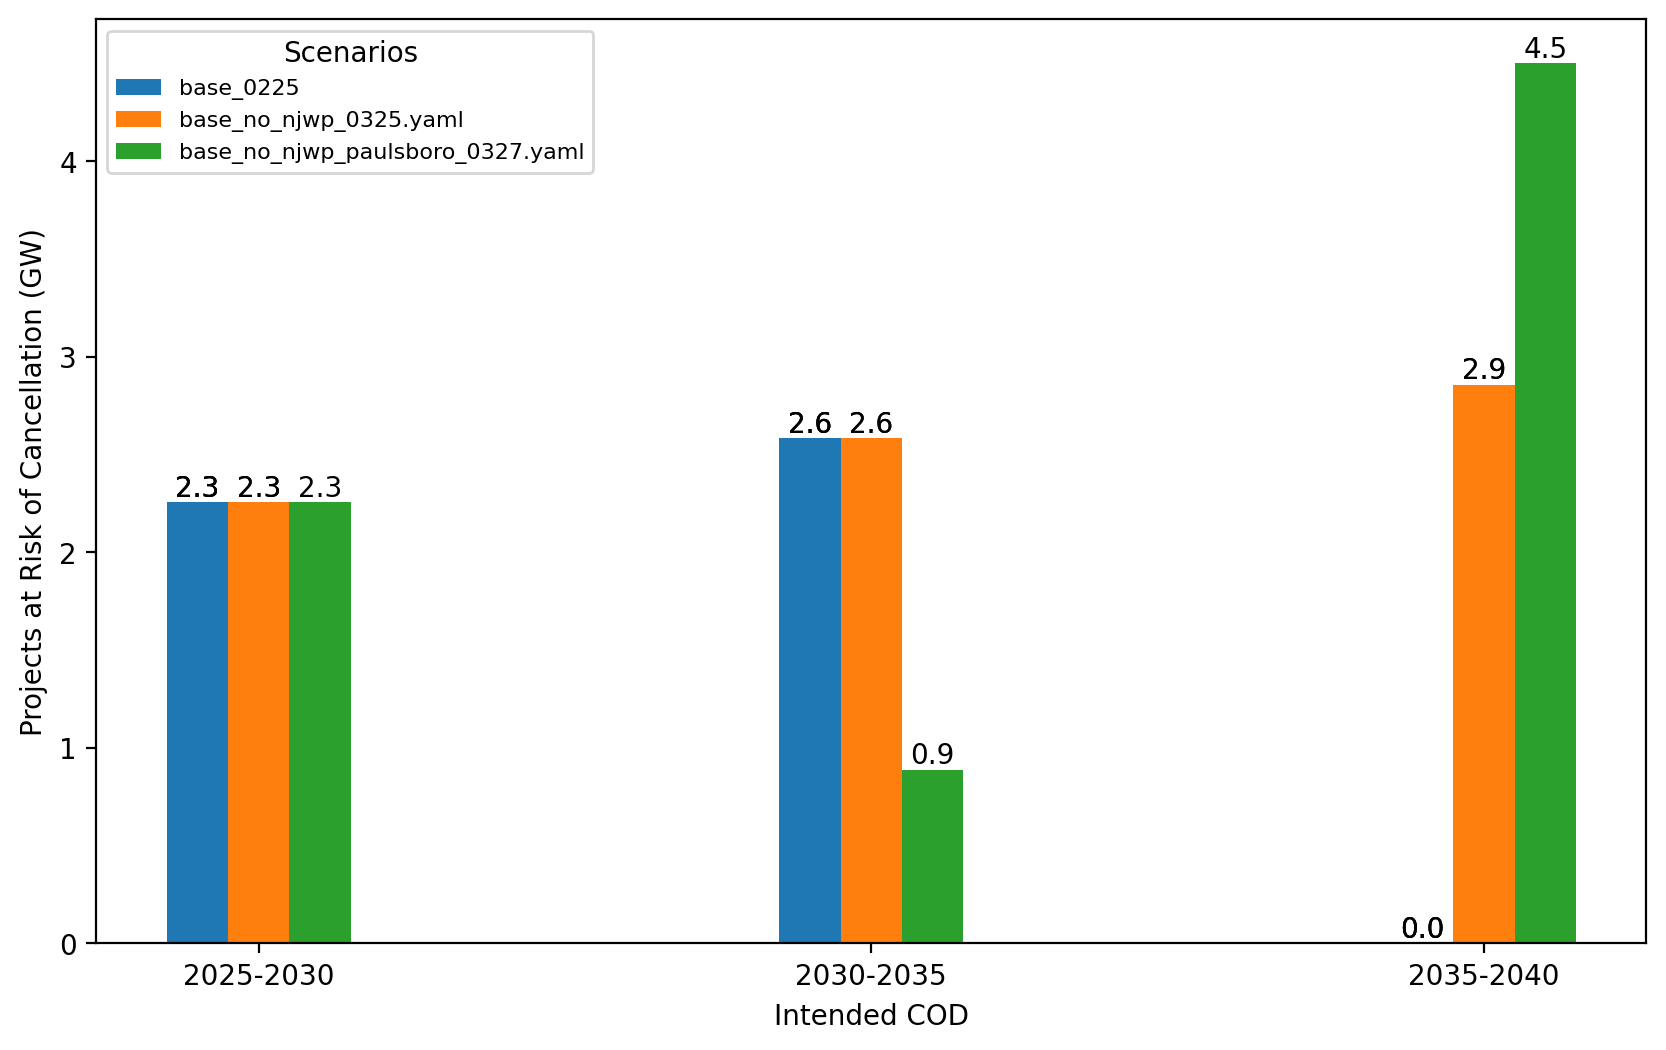 Scenarios
base_0225
base_no_njwp_0325.yaml
base_no_njwp_paulsboro_0327.yaml
Projects at Risk of Cancellation (GW)
4
3
2
1
0
2.3 2.3 2.3
2.6 2.6
0.9
0.0
2.9
4.5
2025-2030 2030-2035 2035-2040
Intended COD